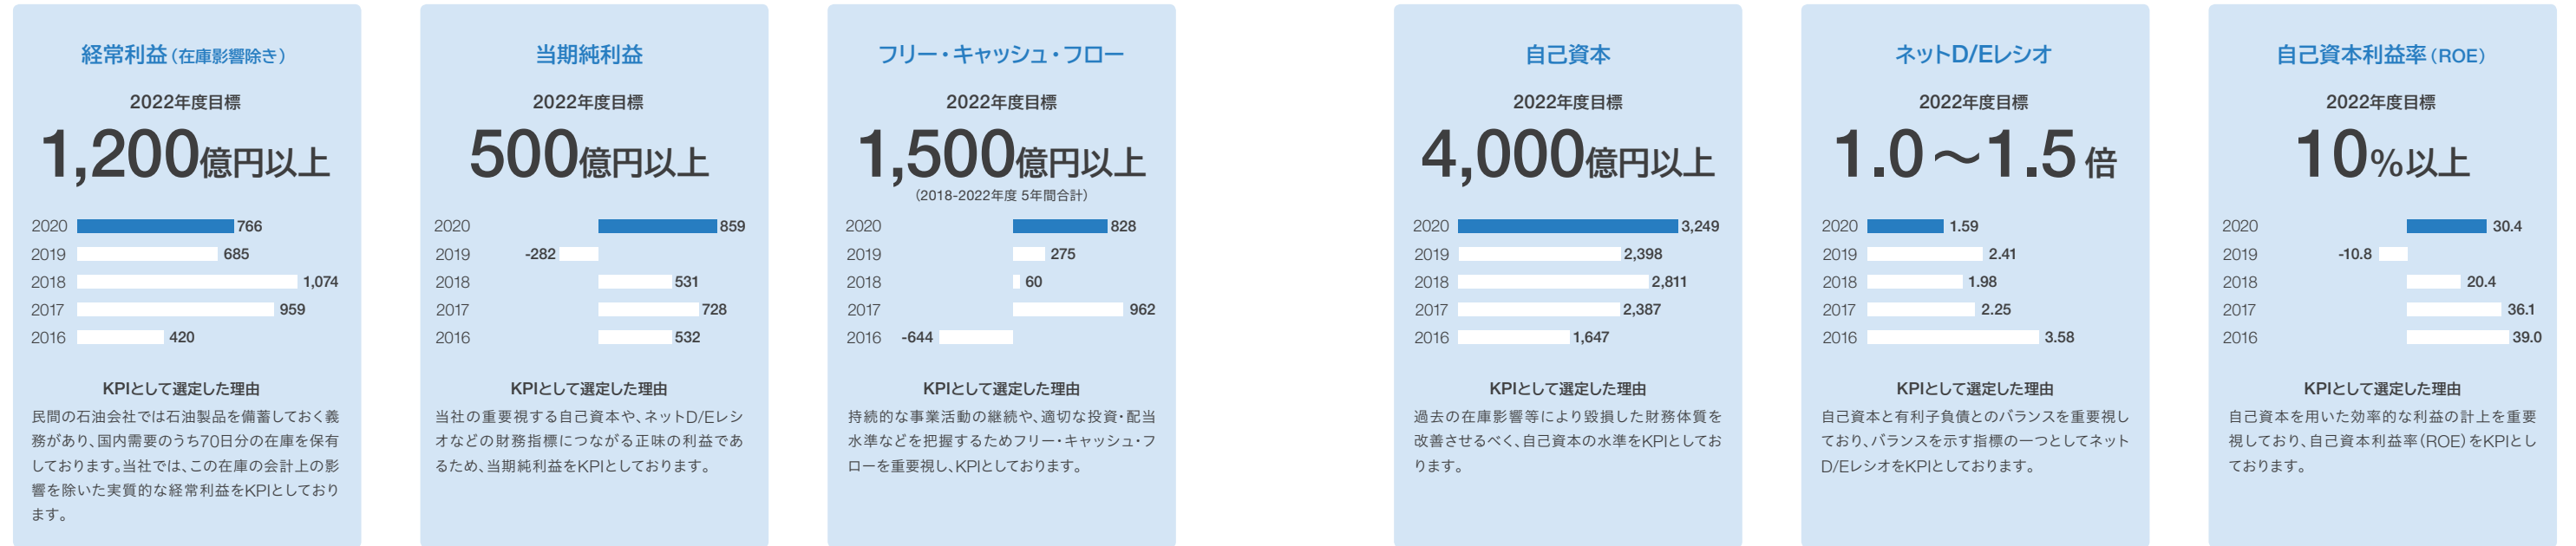 経常利益（在庫影響除き）
2022年度目標
1,200億円以上
2020 766
2019 685
2018 1,074
2017 959
2016 420
KPIとして選定した理由
民間の石油会社では石油製品を備蓄しておく義
務があり、国内需要のうち70日分の在庫を保有
しております。当社では、この在庫の会計上の影
響を除いた実質的な経常利益をKPIとしており
ます。
当期純利益
2022年度目標
500億円以上
2020 859
2019 -282
2018 531
2017 728
2016 532
KPIとして選定した理由
当社の重要視する自己資本や、ネットD/Eレシ
オなどの財務指標につながる正味の利益であ
るため、当期純利益をKPIとしております。
フリー・キャッシュ・フロー
2022年度目標
1,500億円以上
（2018-2022年度 5年間合計）
2020 828
2019 275
2018 60
2017 962
2016 -644
KPIとして選定した理由
持続的な事業活動の継続や、適切な投資・配当
水準などを把握するためフリー・キャッシュ・フ
ローを重要視し、KPIとしております。
自己資本
2022年度目標
4,000億円以上
2020 3,249
2019 2,398
2018 2,811
2017 2,387
2016 1,647
KPIとして選定した理由
過去の在庫影響等により毀損した財務体質を
改善させるべく、自己資本の水準をKPIとしてお
ります。
ネットD/Eレシオ
2022年度目標
1.0～1.5倍
2020 1.59
2019 2.41
2018 1.98
2017 2.25
2016 3.58
KPIとして選定した理由
自己資本と有利子負債とのバランスを重要視し
ており、バランスを示す指標の一つとしてネット
D/EレシオをKPIとしております。
自己資本利益率（ROE）
2022年度目標
10%以上
2020 30.4
2019 -10.8
2018 20.4
2017 36.1
2016 39.0
KPIとして選定した理由
自己資本を用いた効率的な利益の計上を重要
視しており、自己資本利益率（ROE）をKPIとし
ております。